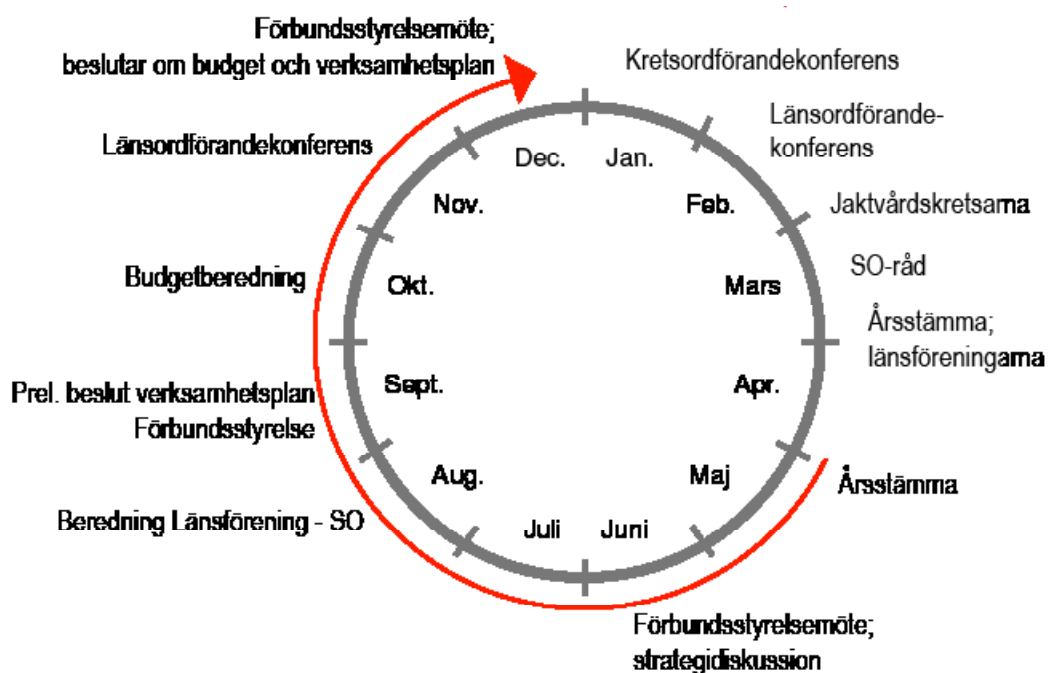 Förbundsstyrelsemöte;
beslutar om budget och verksamhetsplan
Kretsordförandekonferens
Länsordförande-
konferens
Länsordförandekonferens
Dec.
Jan.
Nov.
Feb.
Jaktvårdskretsarna
SO-råd
Budgetberedning
Okt.
Mars
Årsstämma;
länsföreningarna
Prel. beslut verksamhetsplan
Förbundsstyrelse
Sept.
Apr.
Aug.
Maj
Årsstämma
Beredning Länsförening - SO
Juli
Juni
Förbundsstyrelsemöte;
strategidiskussion